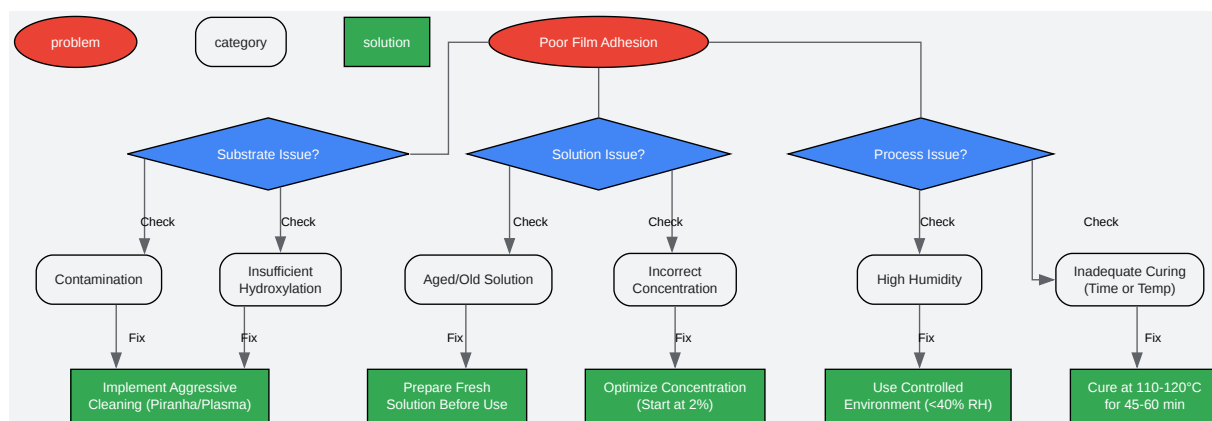 problem
category
solution
Poor Film Adhesion
Substrate Issue?
Solution Issue?
Process Issue?
Check
Check
Check
Check
Check
Check
Contamination
Insufficient
Hydroxylation
Aged/Old Solution
Incorrect
Concentration
High Humidity
Inadequate Curing
(Time or Temp)
Fix
Fix
Fix
Fix
Fix
Fix
Implement Aggressive
Cleaning (Piranha/Plasma)
Prepare Fresh
Solution Before Use
Optimize Concentration
(Start at 2%)
Use Controlled
Environment (<40% RH)
Cure at 110-120°C
for 45-60 min